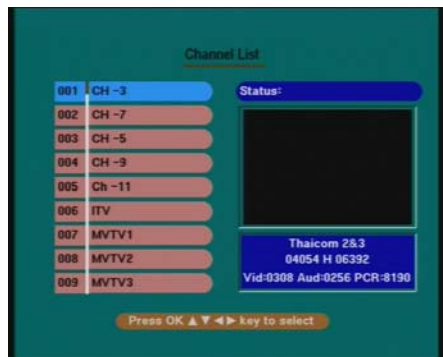 Channel List
001 CH -3
002 CH -7
003 CH -5
004 CH -9
005 Ch -11
006 ITV
007 MVTV1
008 MVTV2
009 MVTV3
Status:
Thaicom 2&3
04054 H 06392
Vid:0308 Aud:0256 PCR:8190
Press OK ▲ ▼ ◄ ► key to select